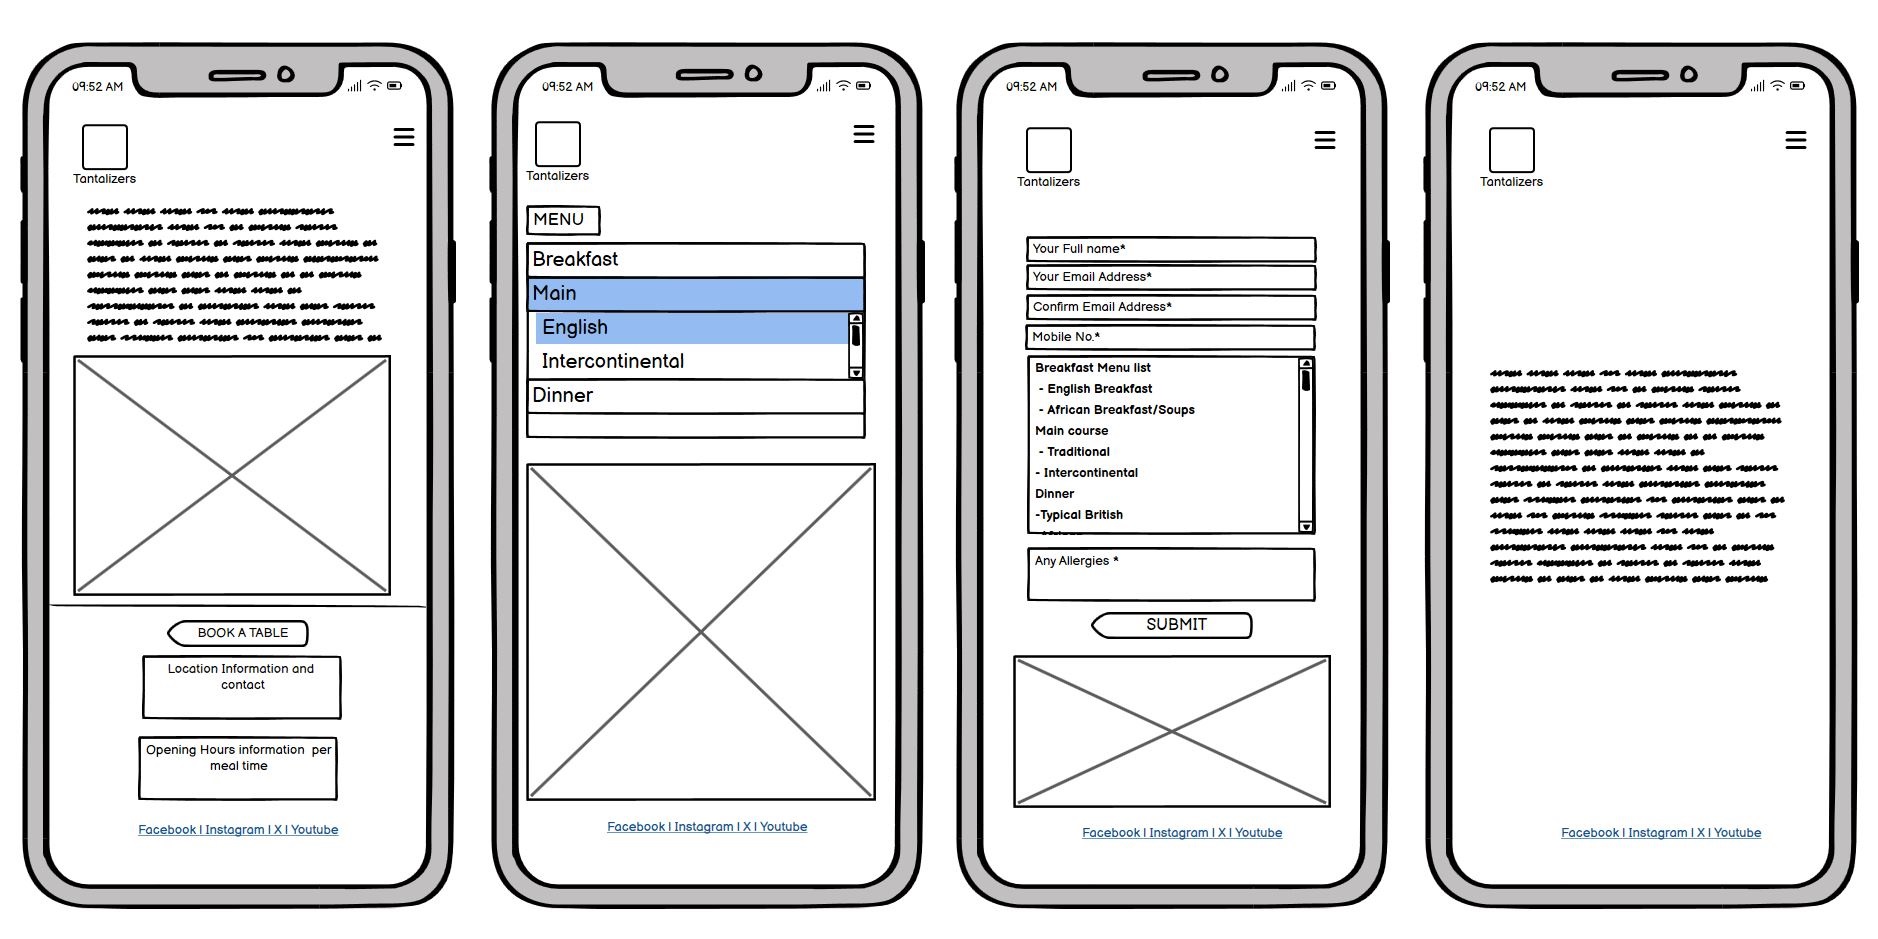 09:52 AM
Tantalizers
BOOK A TABLE
Location Information and
contact
Opening Hours information per
meal time
Facebook | Instagram | X | Youtube
09:52 AM
Tantalizers
MENU
Breakfast
Main
English
Intercontinental
Dinner
Facebook | Instagram | X | Youtube
09:52 AM
Tantalizers
Your Full name*
Your Email Address*
Confirm Email Address*
Mobile No.*
Breakfast Menu list
- English Breakfast
- African Breakfast/Soups
Main course
- Traditional
- Intercontinental
Dinner
-Typical British
Any Allergies *
SUBMIT
Facebook | Instagram | X | Youtube
09:52 AM
Tantalizers
Facebook | Instagram | X | Youtube